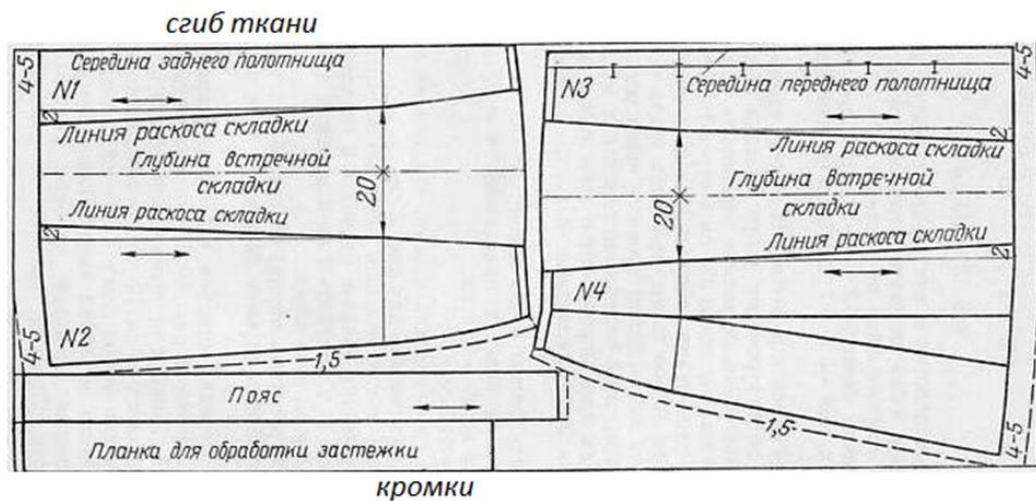 сгиб ткани
4-5
Середина заднего полотнища
N1
2
Линия раскоса складки
Глубина встречной
складки
20
Линия раскоса складки
2
N2
4-5
1,5
Пояс
Планка для обработки застежки
N3
Середина переднего полотнища
4-5
2
Линия раскоса складки
Глубина встречной
складки
20
Линия раскоса складки
2
N4
1,5
4-5
кромки